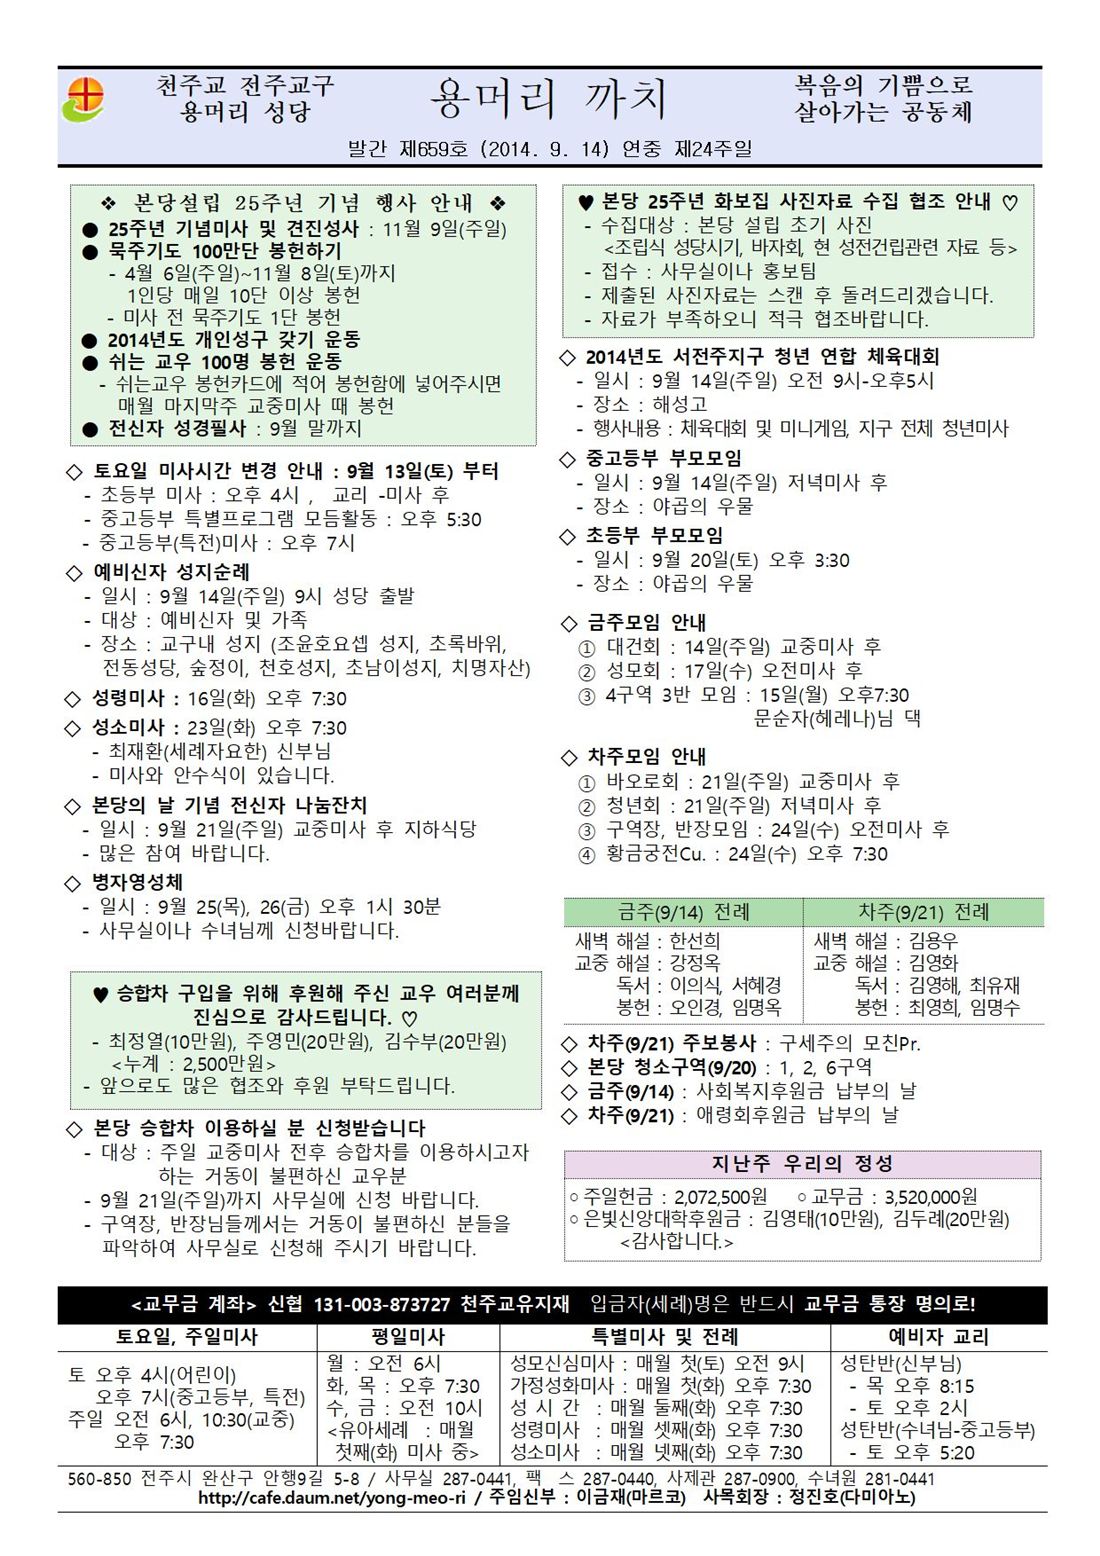 천주교 전주교구
용머리 성당
용머리 까치
복음의 기쁨으로
살아가는 공동체
발간 제659호 (2014. 9. 14) 연중 제24주일
❖ 본당설립 25주년 기념 행사 안내 ❖
● 25주년 기념미사 및 견진성사 : 11월 9일(주일)
● 묵주기도 100만단 봉헌하기
- 4월 6일(주일)~11월 8일(토)까지
1인당 매일 10단 이상 봉헌
- 미사 전 묵주기도 1단 봉헌
● 2014년도 개인성구 갖기 운동
● 쉬는 교우 100명 봉헌 운동
- 쉬는교우 봉헌카드에 적어 봉헌함에 넣어주시면
매월 마지막주 교중미사 때 봉헌
● 전신자 성경필사 : 9월 말까지
◇ 토요일 미사시간 변경 안내 : 9월 13일(토) 부터
- 초등부 미사 : 오후 4시 , 교리 -미사 후
- 중고등부 특별프로그램 모듬활동 : 오후 5:30
- 중고등부(특전)미사 : 오후 7시
◇ 예비신자 성지순례
- 일시 : 9월 14일(주일) 9시 성당 출발
- 대상 : 예비신자 및 가족
- 장소 : 교구내 성지 (조윤호요셉 성지, 초록바위,
전동성당, 숲정이, 천호성지, 초남이성지, 치명자산)
◇ 성령미사 : 16일(화) 오후 7:30
◇ 성소미사 : 23일(화) 오후 7:30
- 최재환(세례자요한) 신부님
- 미사와 안수식이 있습니다.
◇ 본당의 날 기념 전신자 나눔잔치
- 일시 : 9월 21일(주일) 교중미사 후 지하식당
- 많은 참여 바랍니다.
◇ 병자영성체
- 일시 : 9월 25(목), 26(금) 오후 1시 30분
- 사무실이나 수녀님께 신청바랍니다.
♥ 승합차 구입을 위해 후원해 주신 교우 여러분께
진심으로 감사드립니다. ♡
- 최정열(10만원), 주영민(20만원), 김수부(20만원)
<누계 : 2,500만원>
- 앞으로도 많은 협조와 후원 부탁드립니다.
◇ 본당 승합차 이용하실 분 신청받습니다
- 대상 : 주일 교중미사 전후 승합차를 이용하시고자
하는 거동이 불편하신 교우분
- 9월 21일(주일)까지 사무실에 신청 바랍니다.
- 구역장, 반장님들께서는 거동이 불편하신 분들을
파악하여 사무실로 신청해 주시기 바랍니다.
♥ 본당 25주년 화보집 사진자료 수집 협조 안내 ♡
- 수집대상 : 본당 설립 초기 사진
<조립식 성당시기, 바자회, 현 성전건립관련 자료 등>
- 접수 : 사무실이나 홍보팀
- 제출된 사진자료는 스캔 후 돌려드리겠습니다.
- 자료가 부족하오니 적극 협조바랍니다.
◇ 2014년도 서전주지구 청년 연합 체육대회
- 일시 : 9월 14일(주일) 오전 9시-오후5시
- 장소 : 해성고
- 행사내용 : 체육대회 및 미니게임, 지구 전체 청년미사
◇ 중고등부 부모모임
- 일시 : 9월 14일(주일) 저녁미사 후
- 장소 : 야곱의 우물
◇ 초등부 부모모임
- 일시 : 9월 20일(토) 오후 3:30
- 장소 : 야곱의 우물
◇ 금주모임 안내
① 대건회 : 14일(주일) 교중미사 후
② 성모회 : 17일(수) 오전미사 후
③ 4구역 3반 모임 : 15일(월) 오후7:30
문순자(헤레나)님 댁
◇ 차주모임 안내
① 바오로회 : 21일(주일) 교중미사 후
② 청년회 : 21일(주일) 저녁미사 후
③ 구역장, 반장모임 : 24일(수) 오전미사 후
④ 황금궁전Cu. : 24일(수) 오후 7:30
금주(9/14) 전례 차주(9/21) 전례
새벽 해설 : 한선희 새벽 해설 : 김용우
교중 해설 : 강정옥 교중 해설 : 김영화
독서 : 이의식, 서혜경 독서 : 김영해, 최유재
봉헌 : 오인경, 임명옥 봉헌 : 최영희, 임명수
◇ 차주(9/21) 주보봉사 : 구세주의 모친Pr.
◇ 본당 청소구역(9/20) : 1, 2, 6구역
◇ 금주(9/14) : 사회복지후원금 납부의 날
◇ 차주(9/21) : 애령회후원금 납부의 날
지난주 우리의 정성
○ 주일헌금 : 2,072,500원 ○ 교무금 : 3,520,000원
○ 은빛신앙대학후원금 : 김영태(10만원), 김두례(20만원)
<감사합니다.>
<교무금 계좌> 신협 131-003-873727 천주교유지재 입금자(세례)명은 반드시 교무금 통장 명의로!
토요일, 주일미사 평일미사 특별미사 및 전례 예비자 교리
토 오후 4시(어린이)
오후 7시(중고등부, 특전)
주일 오전 6시, 10:30(교중)
오후 7:30
월 : 오전 6시
화, 목 : 오후 7:30
수, 금 : 오전 10시
<유아세례 : 매월
첫째(화) 미사 중>
성모신심미사 : 매월 첫(토) 오전 9시
가정성화미사 : 매월 첫(화) 오후 7:30
성 시 간 : 매월 둘째(화) 오후 7:30
성령미사 : 매월 셋째(화) 오후 7:30
성소미사 : 매월 넷째(화) 오후 7:30
성탄반(신부님)
- 목 오후 8:15
- 토 오후 2시
성탄반(수녀님-중고등부)
- 토 오후 5:20
560-850 전주시 완산구 안행9길 5-8 / 사무실 287-0441, 팩 스 287-0440, 사제관 287-0900, 수녀원 281-0441
http://cafe.daum.net/yong-meo-ri / 주임신부 : 이금재(마르코) 사목회장 : 정진호(다미아노)